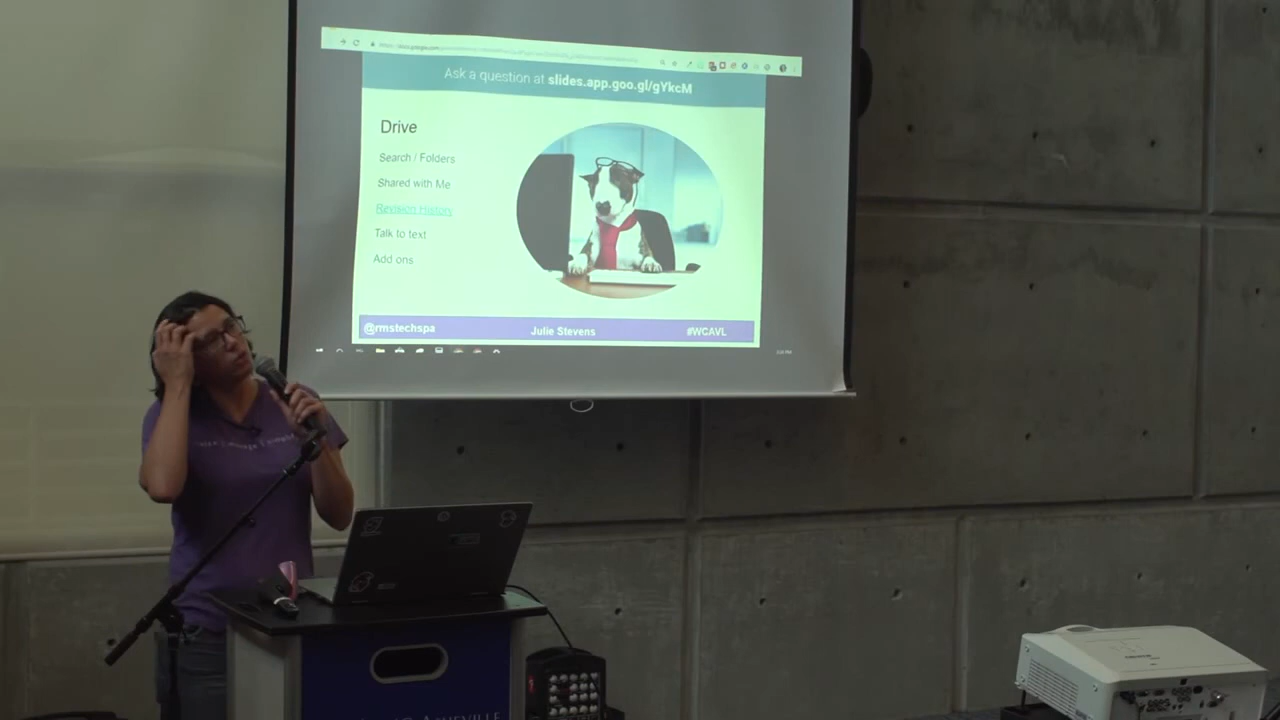 Ask a question at slides.app.goo.gl/gYkcM
Drive
Search / Folders
Shared with Me
Revision History
Talk to text
Add ons
@rmstechspa
Julie Stevens
#WCAVL
ASHEVILLE